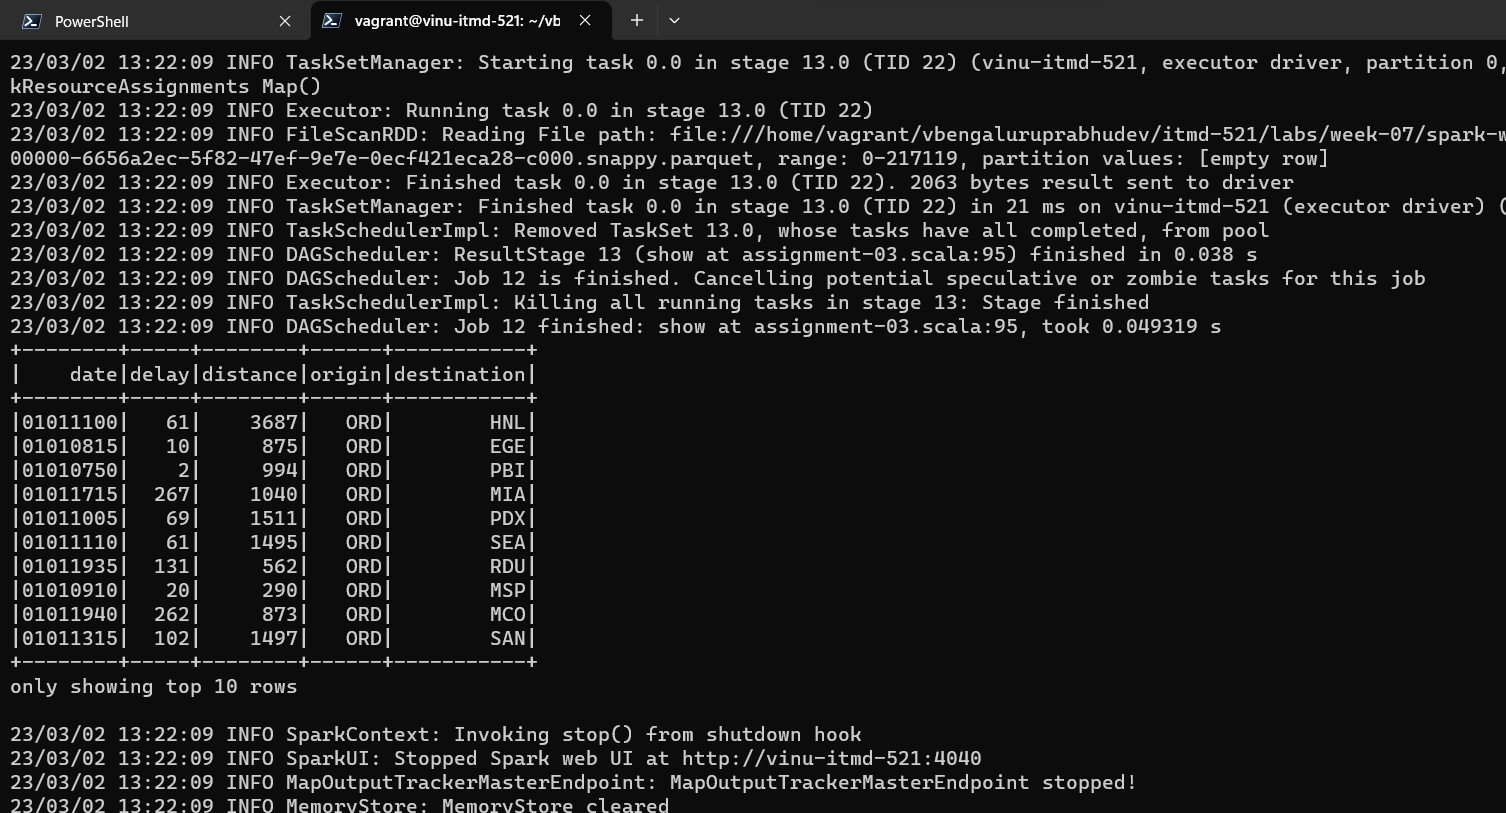 PowerShell
vagrant@vinu-itmd-521: ~/vb
23/03/02 13:22:09 INFO TaskSetManager: Starting task 0.0 in stage 13.0 (TID 22) (vinu-itmd-521, executor driver, partition 0,
kResourceAssignments Map()
23/03/02 13:22:09 INFO Executor: Running task 0.0 in stage 13.0 (TID 22)
23/03/02 13:22:09 INFO FileScanRDD: Reading File path: file:///home/vagrant/vbengaluruprabhudev/itmd-521/labs/week-07/spark-w
00000-6656a2ec-5f82-47ef-9e7e-0ecf421eca28-c000.snappy.parquet, range: 0-217119, partition values: [empty row]
23/03/02 13:22:09 INFO Executor: Finished task 0.0 in stage 13.0 (TID 22). 2063 bytes result sent to driver
23/03/02 13:22:09 INFO TaskSetManager: Finished task 0.0 in stage 13.0 (TID 22) in 21 ms on vinu-itmd-521 (executor driver) (
23/03/02 13:22:09 INFO TaskSchedulerImpl: Removed TaskSet 13.0, whose tasks have all completed, from pool
23/03/02 13:22:09 INFO DAGScheduler: ResultStage 13 (show at assignment-03.scala:95) finished in 0.038 s
23/03/02 13:22:09 INFO DAGScheduler: Job 12 is finished. Cancelling potential speculative or zombie tasks for this job
23/03/02 13:22:09 INFO TaskSchedulerImpl: Killing all running tasks in stage 13: Stage finished
23/03/02 13:22:09 INFO DAGScheduler: Job 12 finished: show at assignment-03.scala:95, took 0.049319 s
+--------+-----+--------+------+-----------+
|    date|delay|distance|origin|destination|
+--------+-----+--------+------+-----------+
|01011100|   61|    3687|   ORD|        HNL|
|01010815|   10|     875|   ORD|        EGE|
|01010750|    2|     994|   ORD|        PBI|
|01011715|  267|    1040|   ORD|        MIA|
|01011005|   69|    1511|   ORD|        PDX|
|01011110|   61|    1495|   ORD|        SEA|
|01011935|  131|     562|   ORD|        RDU|
|01010910|   20|     290|   ORD|        MSP|
|01011940|  262|     873|   ORD|        MCO|
|01011315|  102|    1497|   ORD|        SAN|
+--------+-----+--------+------+-----------+
only showing top 10 rows
23/03/02 13:22:09 INFO SparkContext: Invoking stop() from shutdown hook
23/03/02 13:22:09 INFO SparkUI: Stopped Spark web UI at http://vinu-itmd-521:4040
23/03/02 13:22:09 INFO MapOutputTrackerMasterEndpoint: MapOutputTrackerMasterEndpoint stopped!
23/03/02 13:22:09 INFO MemoryStore: MemoryStore cleared